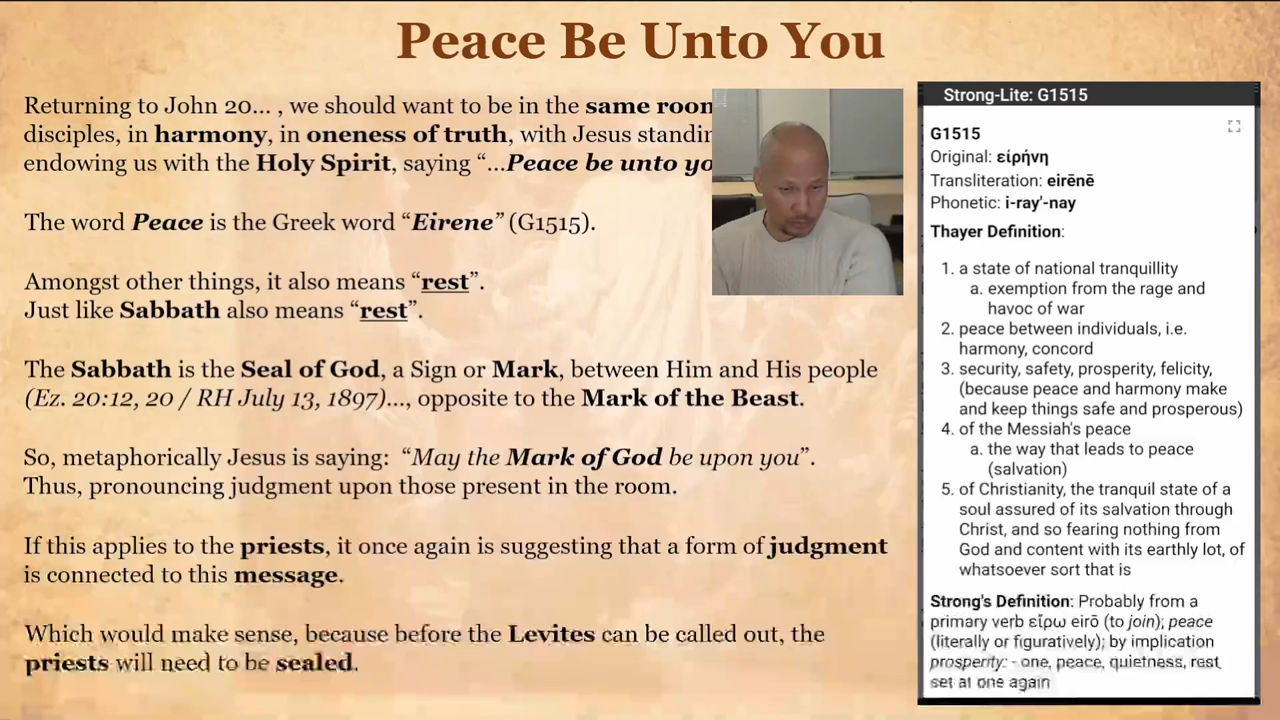 Peace Be Unto You
Returning to John 20... , we should want to be in the same room
disciples, in harmony, in oneness of truth, with Jesus standin
endowing us with the Holy Spirit, saying “...Peace be unto yo
The word Peace is the Greek word “Eirene” (G1515).
Amongst other things, it also means “rest”.
Just like Sabbath also means “rest”.
The Sabbath is the Seal of God, a Sign or Mark, between Him and His people
(Ez. 20:12, 20 / RH July 13, 1897)..., opposite to the Mark of the Beast.
So, metaphorically Jesus is saying: “May the Mark of God be upon you”.
Thus, pronouncing judgment upon those present in the room.
If this applies to the priests, it once again is suggesting that a form of judgment
is connected to this message.
Which would make sense, because before the Levites can be called out, the
priests will need to be sealed.
Strong-Lite: G1515
G1515
Original: εἰρήνη
Transliteration: eirēnē
Phonetic: i-ray'-nay
Thayer Definition:
1. a state of national tranquillity
a. exemption from the rage and
havoc of war
2. peace between individuals, i.e.
harmony, concord
3. security, safety, prosperity, felicity,
(because peace and harmony make
and keep things safe and prosperous)
4. of the Messiah's peace
a. the way that leads to peace
(salvation)
5. of Christianity, the tranquil state of a
soul assured of its salvation through
Christ, and so fearing nothing from
God and content with its earthly lot, of
whatsoever sort that is
Strong's Definition: Probably from a
primary verb εἴρω eirō (to join); peace
(literally or figuratively); by implication
prosperity: - one, peace, quietness, rest,
set at one again